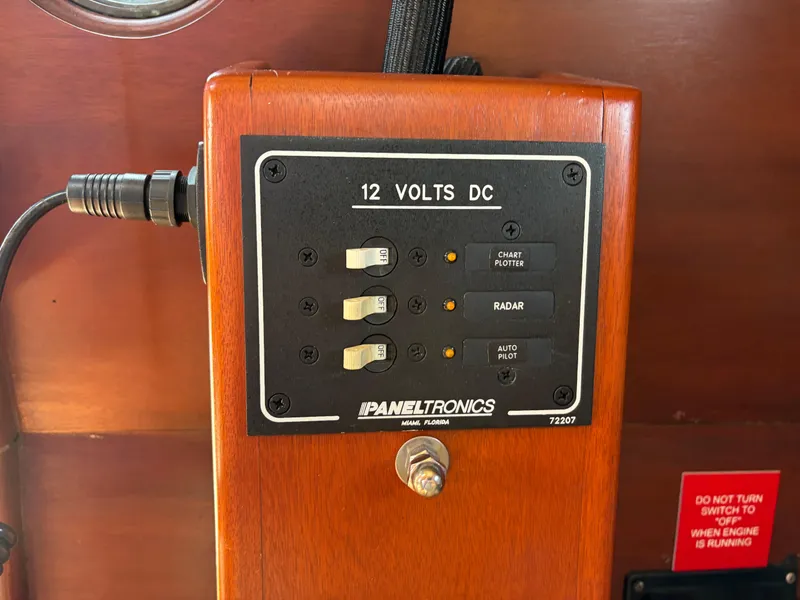 12 VOLTS DC
OFF
CHART
PLOTTER
OFF
RADAR
OFF
AUTO
PILOT
PANELTRONICS
MIAMI, FLORIDA
72207
DO NOT TURN
SWITCH TO
"OFF"
WHEN ENGINE
IS RUNNING